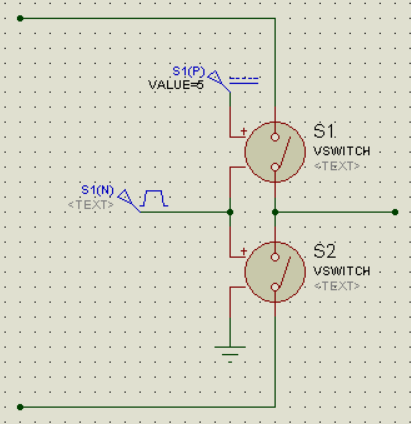 S1(P)
VALUE=5
+
S1
VSWITCH
<TEXT>
S1(N)
<TEXT>
+
S2
VSWITCH
<TEXT>